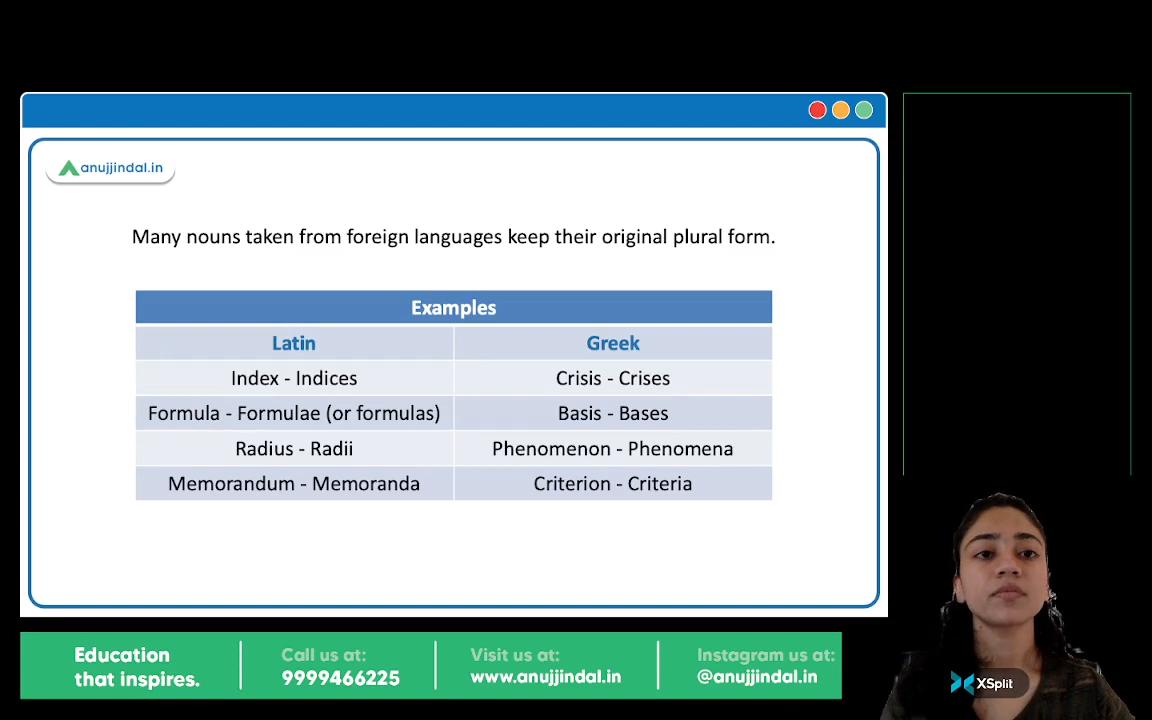 anujjindal.in
Many nouns taken from foreign languages keep their original plural form.
Examples
Latin Greek
Index - Indices Crisis - Crises
Formula - Formulae (or formulas) Basis - Bases
Radius - Radii Phenomenon - Phenomena
Memorandum - Memoranda Criterion - Criteria
Education
that inspires.
Call us at:
9999466225
Visit us at:
www.anujjindal.in
Instagram us at:
@anujjindal.in
XSplit